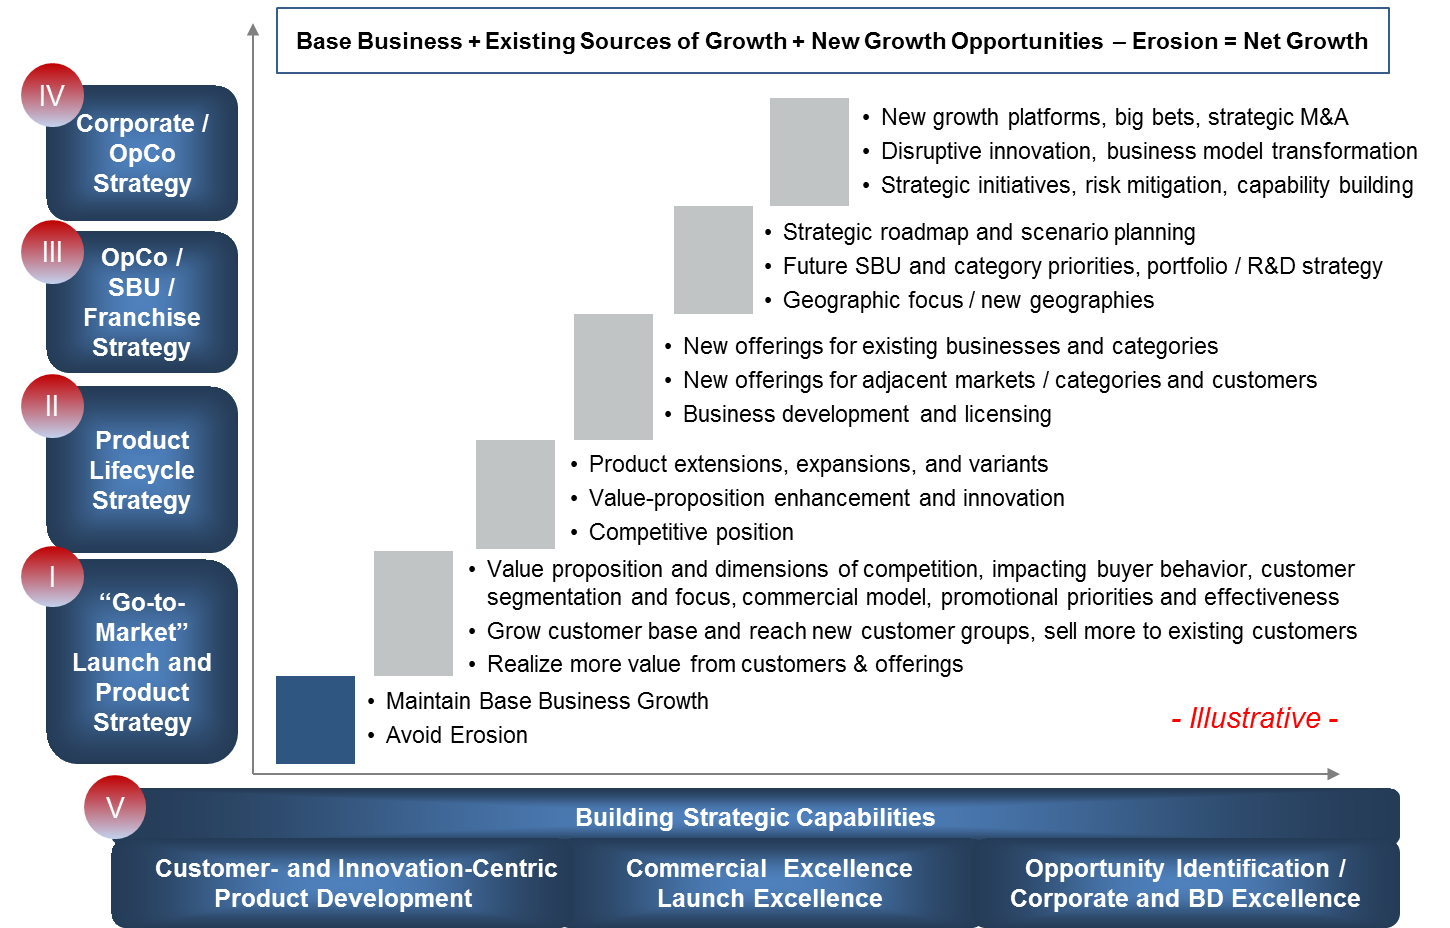 Base Business + Existing Sources of Growth + New Growth Opportunities – Erosion = Net Growth
IV
Corporate /
OpCo
Strategy
III
OpCo /
SBU /
Franchise
Strategy
II
Product
Lifecycle
Strategy
I
“Go-to-
Market”
Launch and
Product
Strategy
• New growth platforms, big bets, strategic M&A
• Disruptive innovation, business model transformation
• Strategic initiatives, risk mitigation, capability building
• Strategic roadmap and scenario planning
• Future SBU and category priorities, portfolio / R&D strategy
• Geographic focus / new geographies
• New offerings for existing businesses and categories
• New offerings for adjacent markets / categories and customers
• Business development and licensing
• Product extensions, expansions, and variants
• Value-proposition enhancement and innovation
• Competitive position
• Value proposition and dimensions of competition, impacting buyer behavior, customer
segmentation and focus, commercial model, promotional priorities and effectiveness
• Grow customer base and reach new customer groups, sell more to existing customers
• Realize more value from customers & offerings
• Maintain Base Business Growth
• Avoid Erosion
- Illustrative -
V
Building Strategic Capabilities
Customer- and Innovation-Centric
Product Development
Commercial Excellence
Launch Excellence
Opportunity Identification /
Corporate and BD Excellence